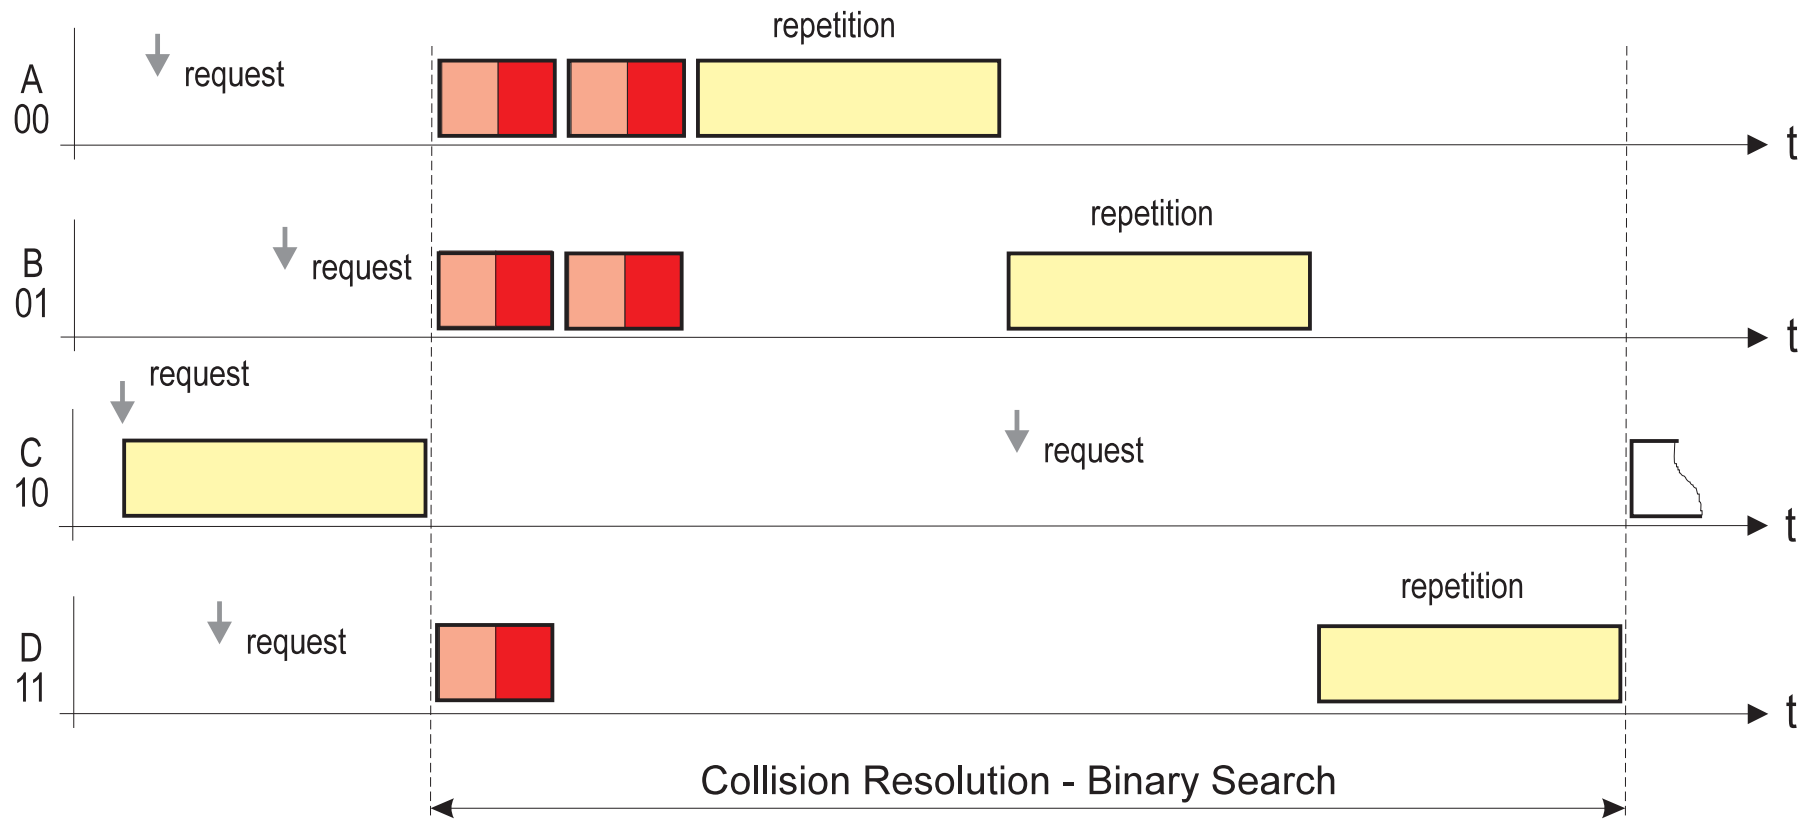 repetition
A
00
request
t
repetition
B
01
request
t
request
C
10
request
t
repetition
D
11
request
t
Collision Resolution - Binary Search